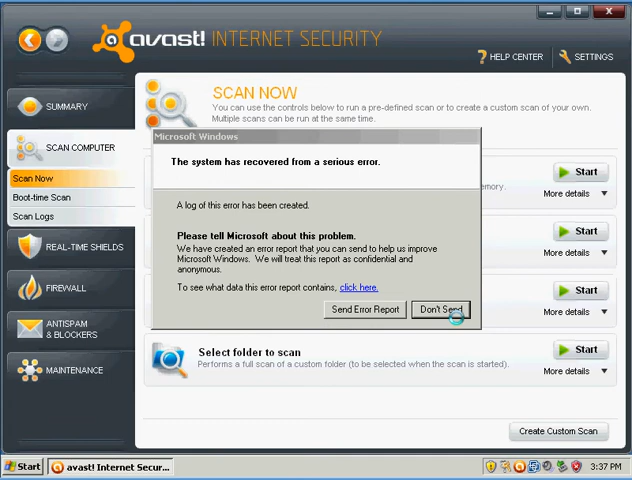 avast! INTERNET SECURITY
HELP CENTER
SETTINGS
SUMMARY
SCAN COMPUTER
Scan Now
Boot-time Scan
Scan Logs
REAL-TIME SHIELDS
FIREWALL
ANTISPAM
& BLOCKERS
MAINTENANCE
SCAN NOW
You can use the controls below to run a pre-defined scan or to create a custom scan of your own.
Multiple scans can be run at the same time.
Start
emory.
More details
Start
More details
Start
More details
Microsoft Windows
The system has recovered from a serious error.
A log of this error has been created.
Please tell Microsoft about this problem.
We have created an error report that you can send to help us improve
Microsoft Windows. We will treat this report as confidential and
anonymous.
To see what data this error report contains, click here.
Send Error Report
Don't Send
Select folder to scan
Performs a full scan of a custom folder (to be selected when the scan is started).
Start
More details
Create Custom Scan
Start
avast! Internet Secur...
3:37 PM